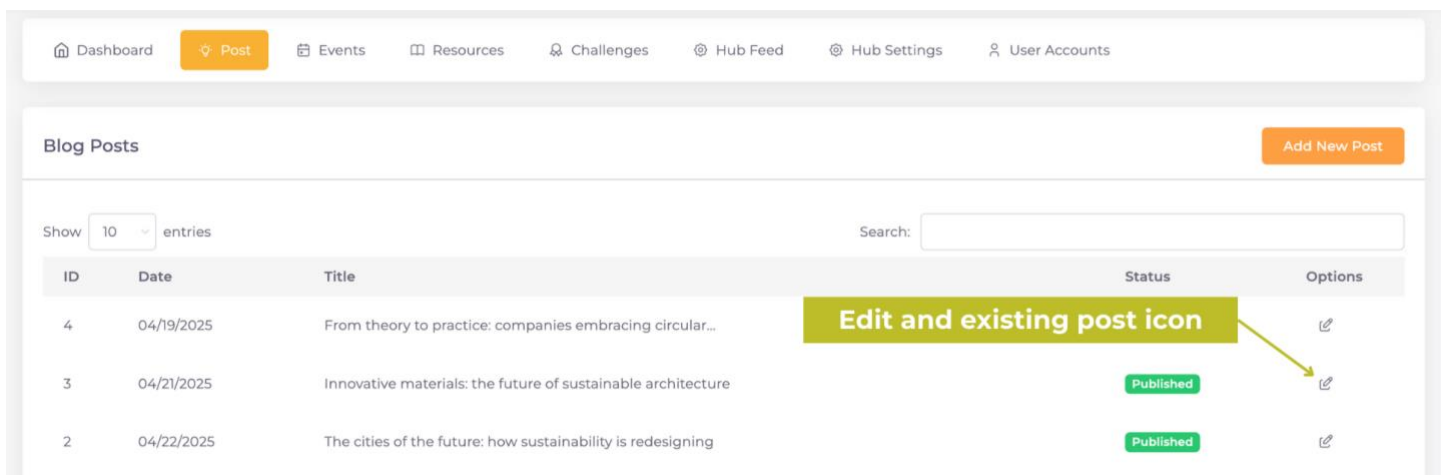 Dashboard Post Events Resources Challenges Hub Feed Hub Settings User Accounts
Blog Posts Add New Post
Show 10 entries Search:
ID Date Title Status Options
4 04/19/2025 From theory to practice: companies embracing circular... Edit and existing post icon
3 04/21/2025 Innovative materials: the future of sustainable architecture Published
2 04/22/2025 The cities of the future: how sustainability is redesigning Published